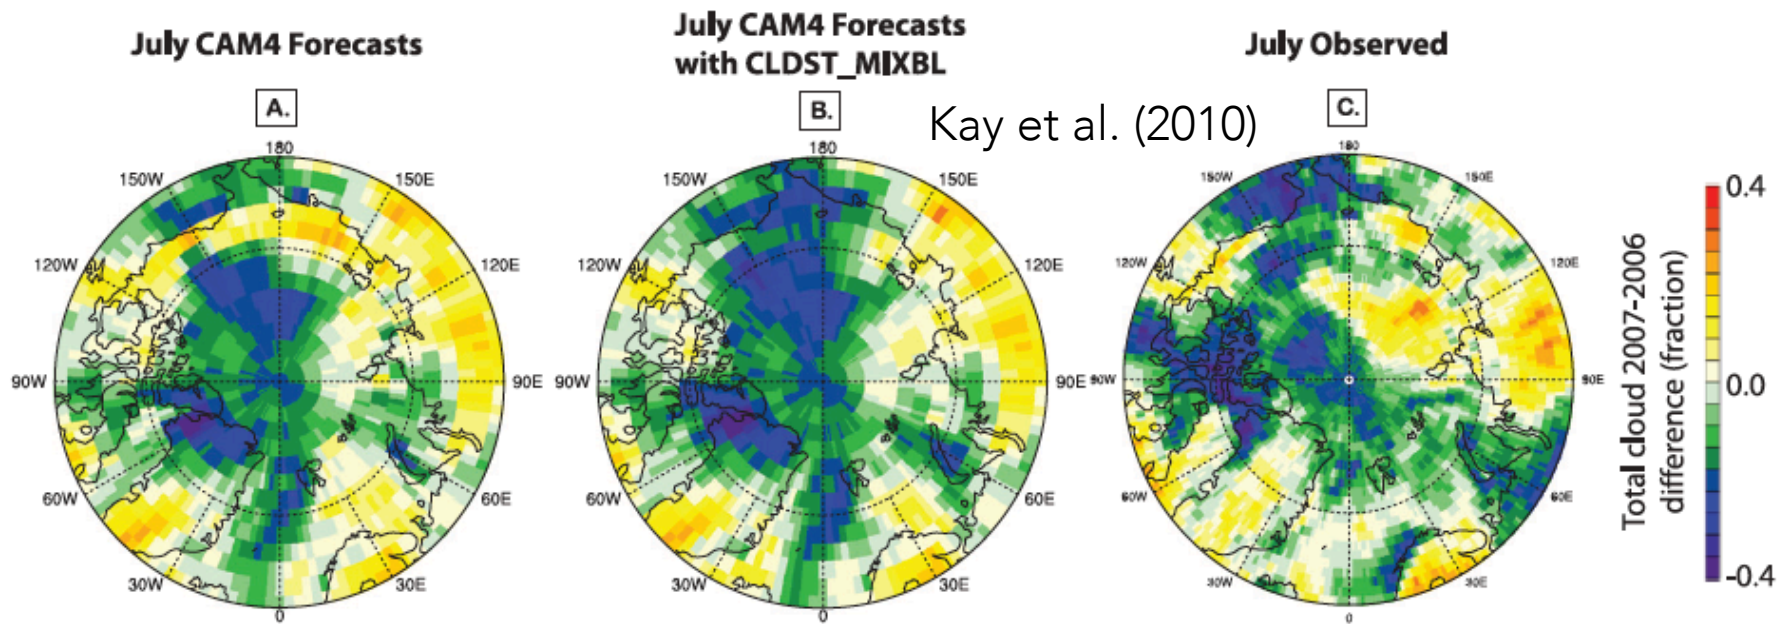 July CAM4 Forecasts
July CAM4 Forecasts
with CLDST_MIXBL
July Observed
A.
B.
Kay et al. (2010)
C.
180
150W
150E
120W
120E
90W
90E
60W
60E
30W
30E
0
180
150W
150E
120W
120E
90W
90E
60W
60E
30W
30E
0
180
150W
150E
120W
120E
90W
90E
60W
60E
30W
30E
0
0.4
0.0
-0.4
Total cloud 2007-2006
difference (fraction)